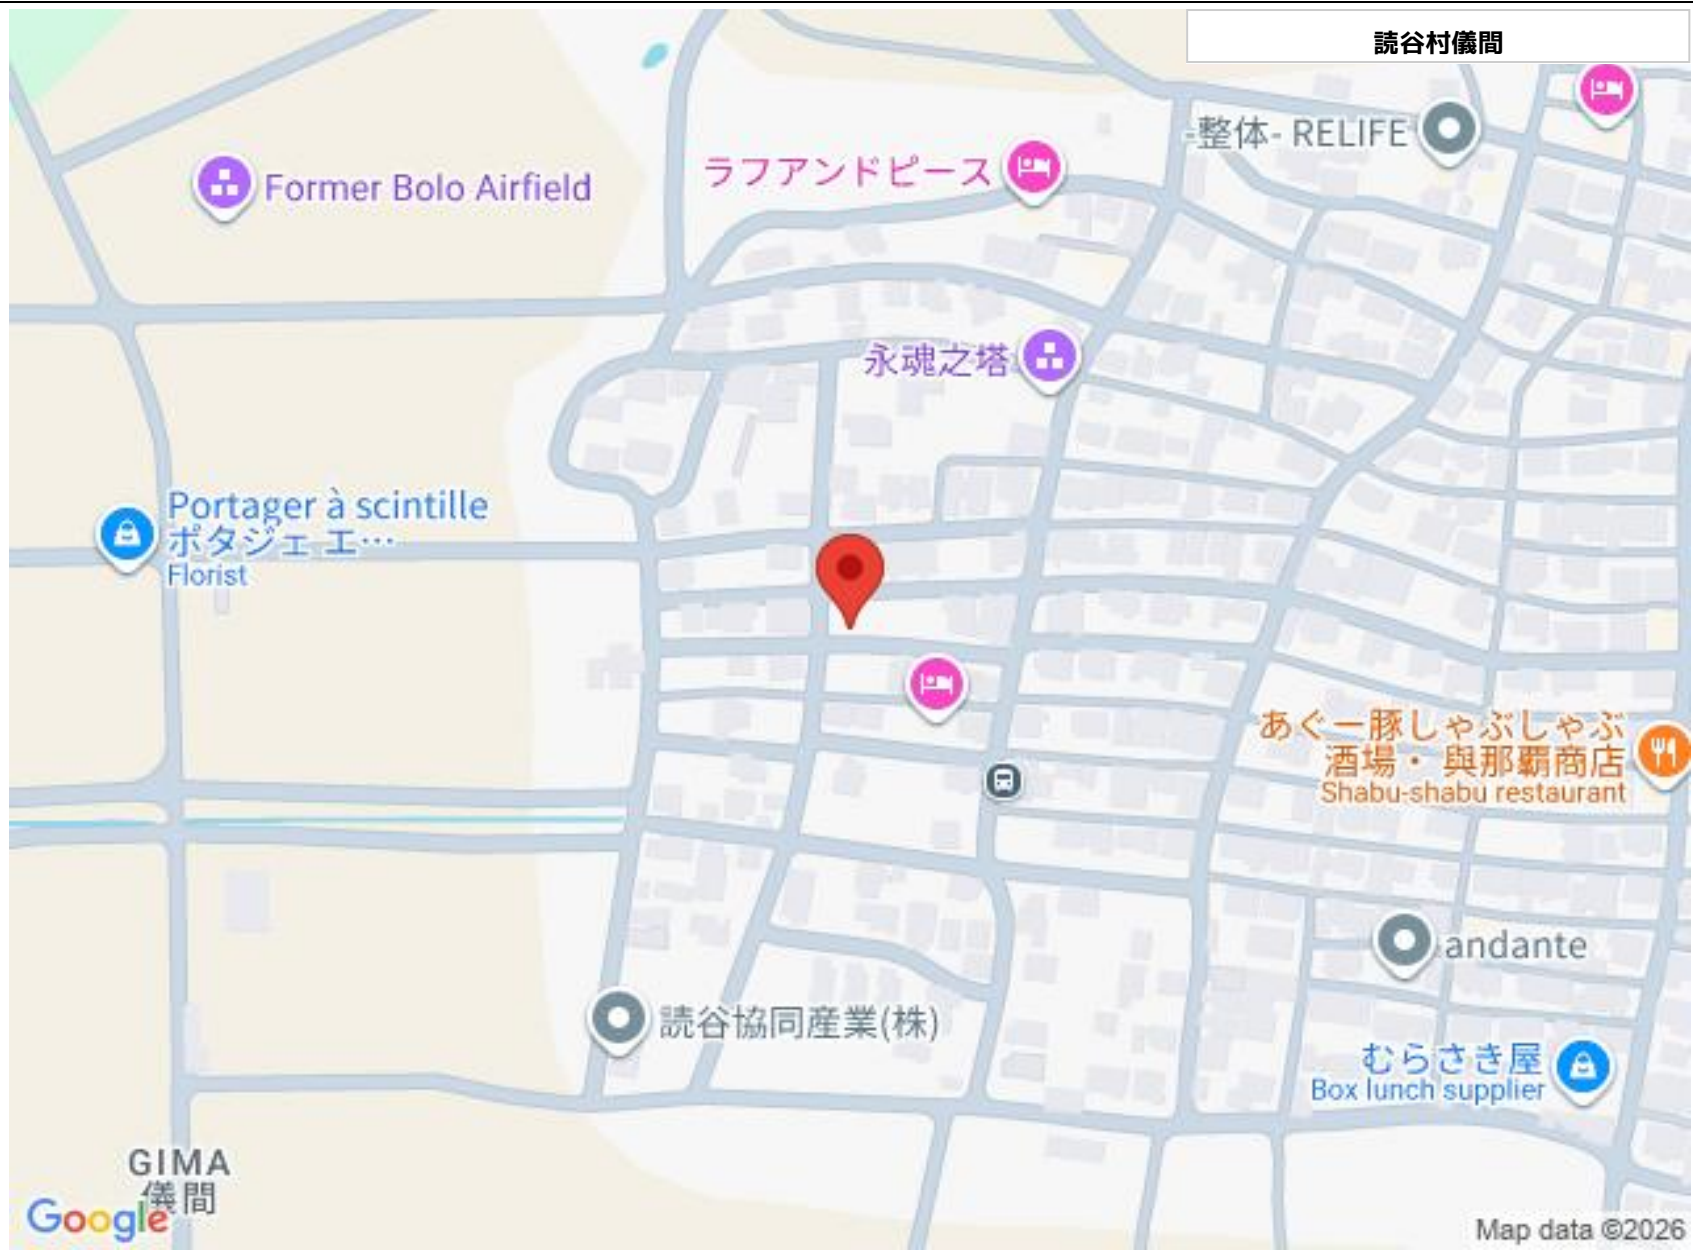 読谷村儀間
-整体- RELIFE
ラフアンドピース
Former Bolo Airfield
永魂之塔
Portager à scintille
ポタジェ エ…
Florist
あぐー豚しゃぶしゃぶ
酒場・ 與那覇商店
Shabu-shabu restaurant
andante
読谷協同産業(株)
むらさき屋
Box lunch supplier
GIMA
儀間
Google
Map data ©2026